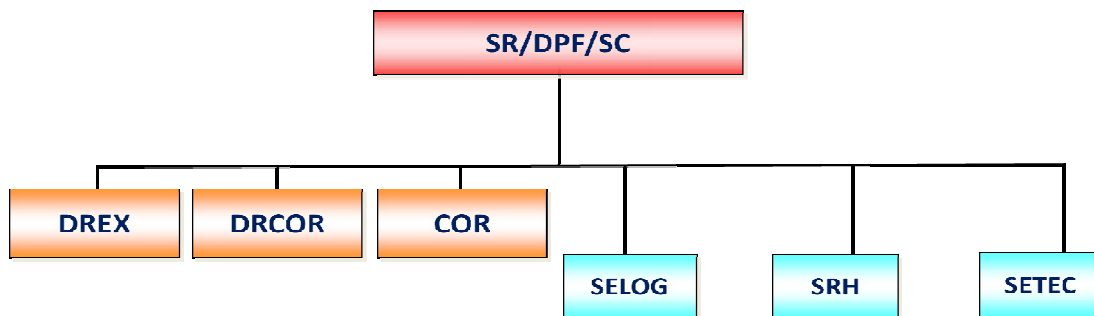 SR/DPF/SC
DREX
DRCOR
COR
SELOG
SRH
SETEC